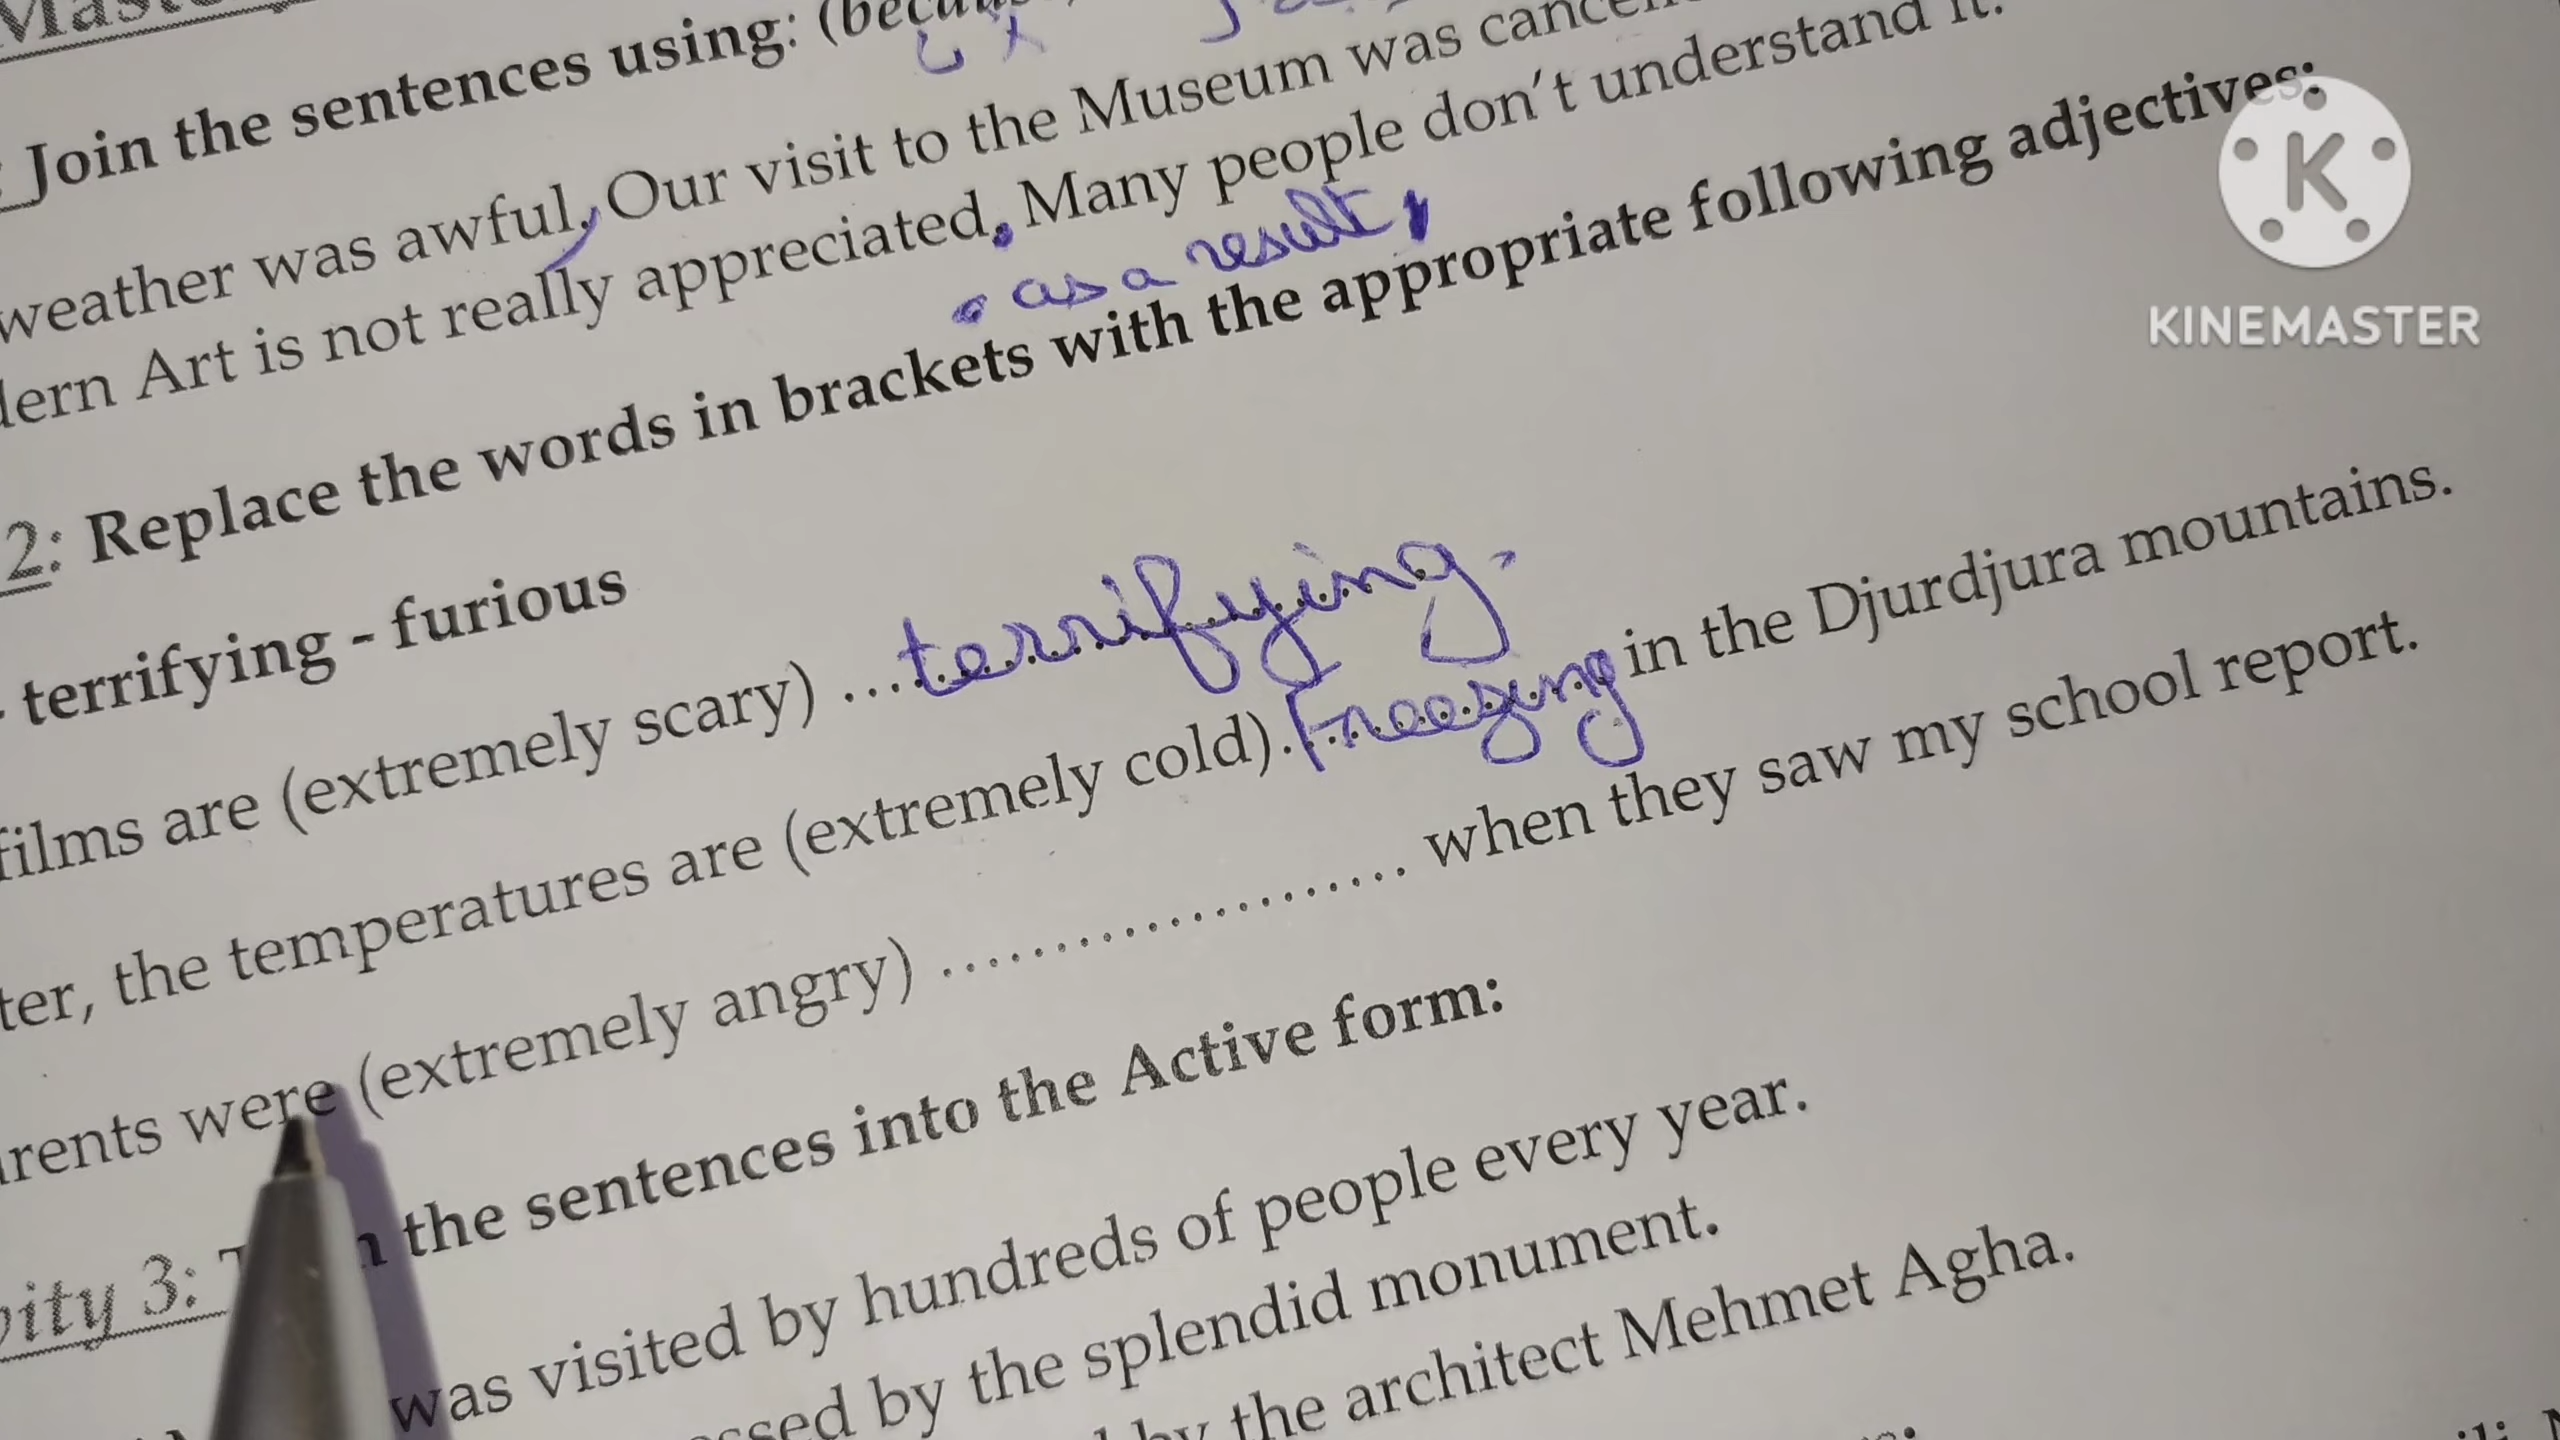 Join the sentences using: (because
weather was awful. Our visit to the Museum was
Art is not really appreciated. Many people don't understand it.
as a result,
2: Replace the words in brackets with the appropriate following adjectives:
- terrifying - furious
films are (extremely scary) ... terrifying.
ter, the temperatures are (extremely cold)... Freezing in the Djurdjura mountains.
rents were (extremely angry) .......................... when they saw my school report.
3: the sentences into the Active form:
was visited by hundreds of people every year.
by the splendid monument.
by the architect Mehmet Agha.
K
KINEMASTER